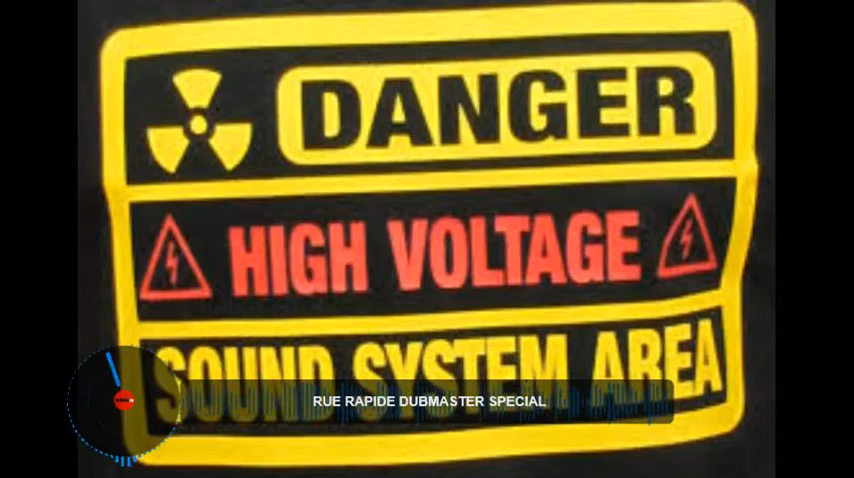 DANGER
HIGH VOLTAGE
SOUND SYSTEM AREA
RUE RAPIDE DUBMASTER SPECIAL